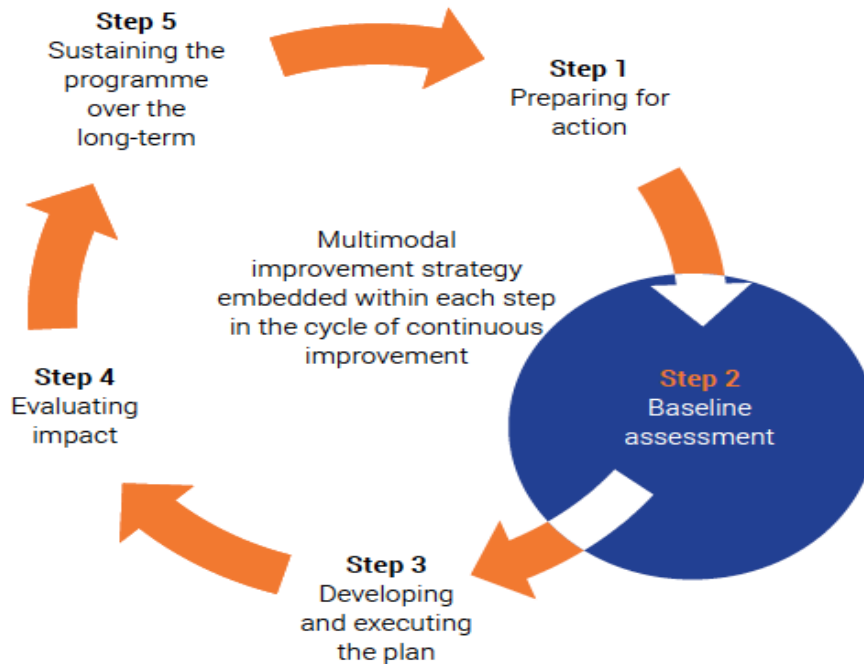 Step 1
Preparing for
action
Step 2
Baseline
assessment
Step 3
Developing
and executing
the plan
Step 4
Evaluating
impact
Step 5
Sustaining the
programme
over the
long-term
Multimodal
improvement strategy
embedded within each step
in the cycle of continuous
improvement